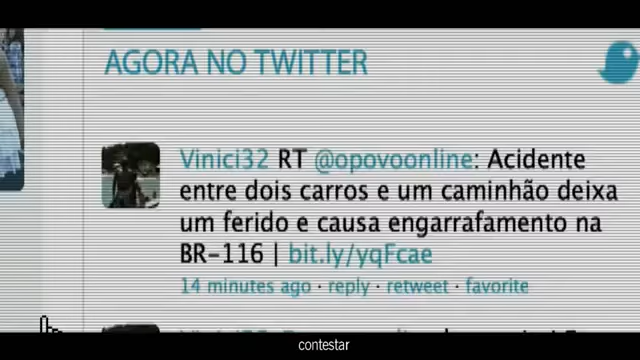 AGORA NO TWITTER
Vinici32 RT @opovoonline: Acidente
entre dois carros e um caminhão deixa
um ferido e causa engarrafamento na
BR-116 | bit.ly/yqFcae
14 minutes ago · reply · retweet · favorite
contestar